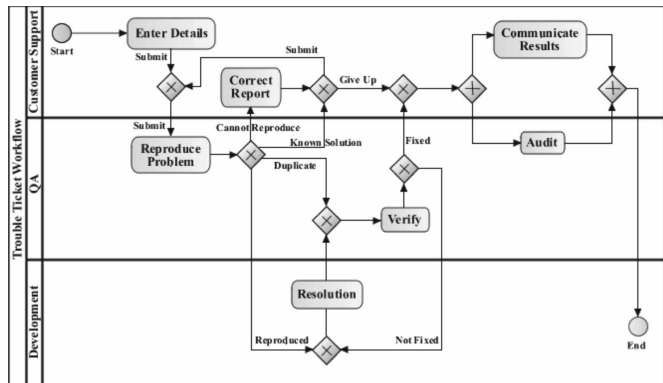 Trouble Ticket Workflow
Customer Support
QA
Development
Start
Enter Details
Submit
Submit
Correct
Report
Give Up
Communicate
Results
Submit
Reproduce
Problem
Cannot Reproduce
Known Solution
Duplicate
Fixed
Audit
Verify
Resolution
Reproduced
Not Fixed
End